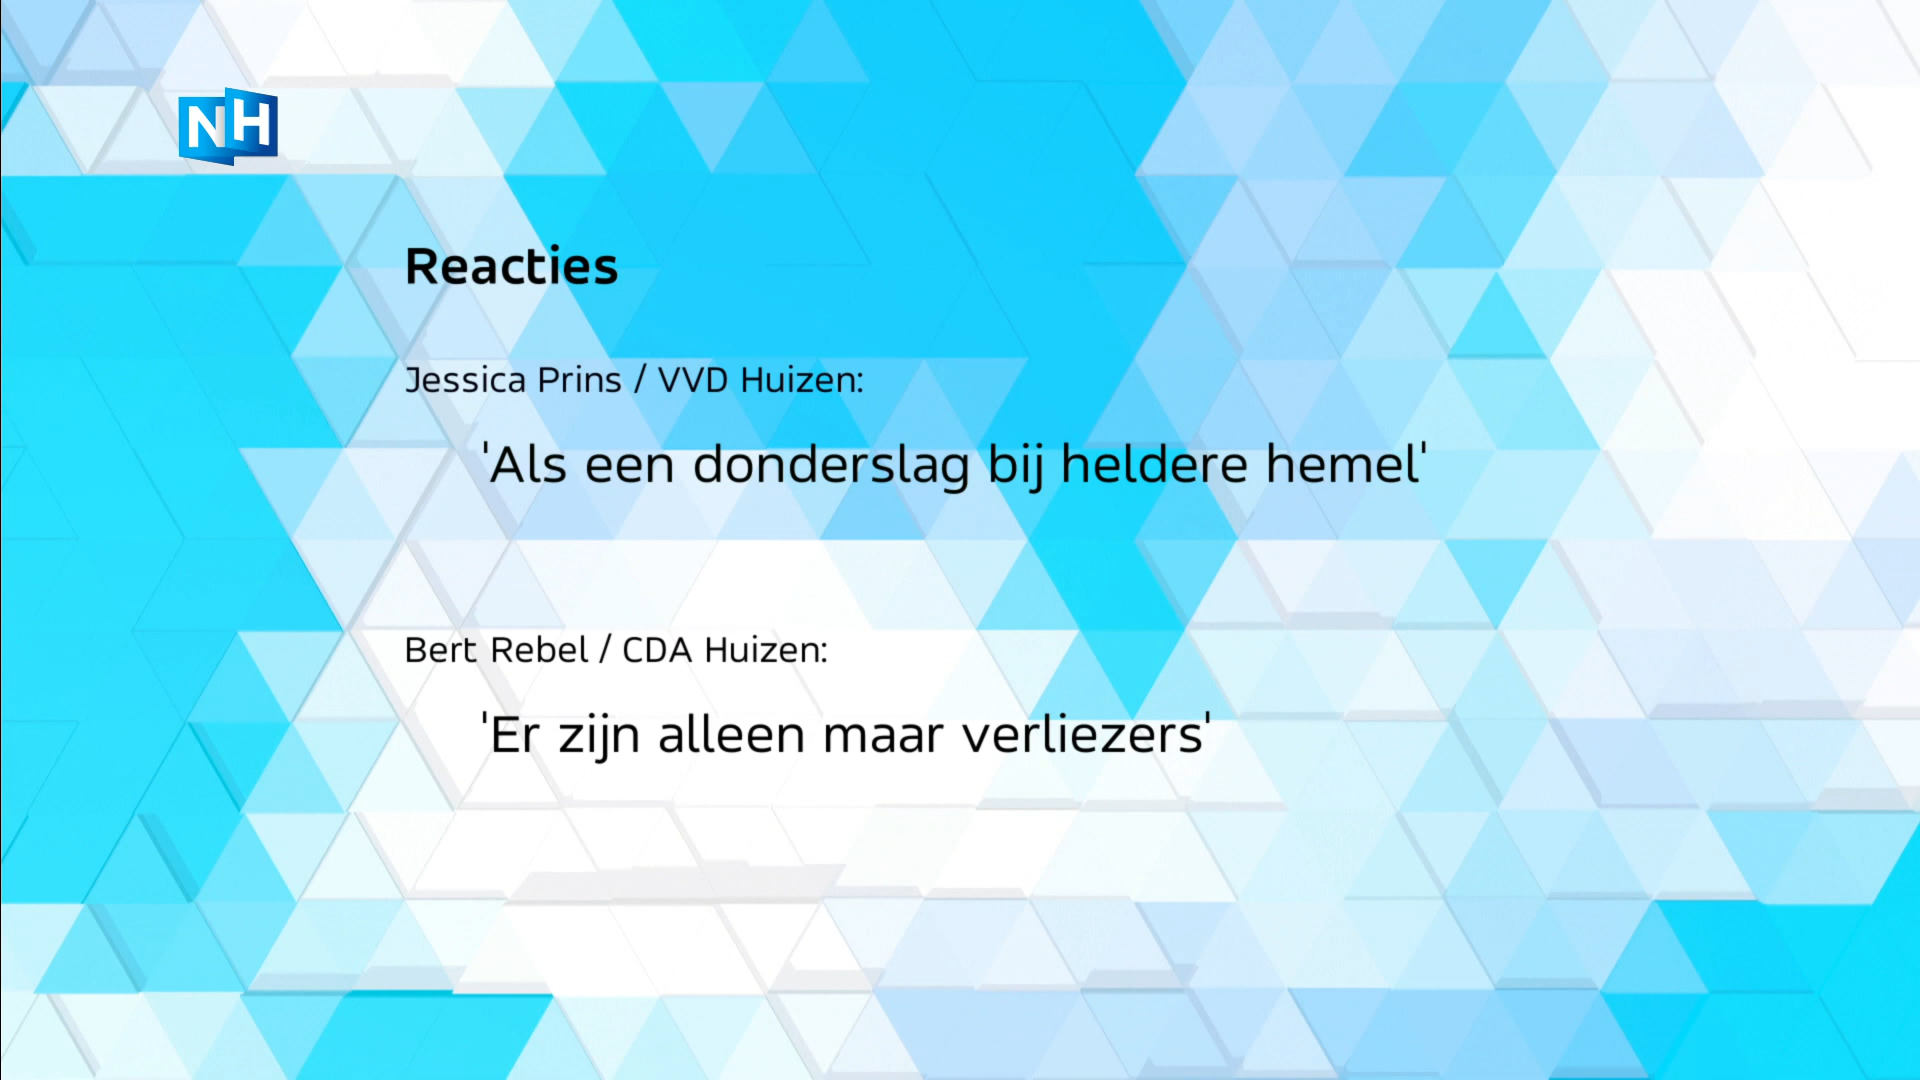 NH
Reacties
Jessica Prins / VVD Huizen:
'Als een donderslag bij heldere hemel'
Bert Rebel / CDA Huizen:
'Er zijn alleen maar verliezers'